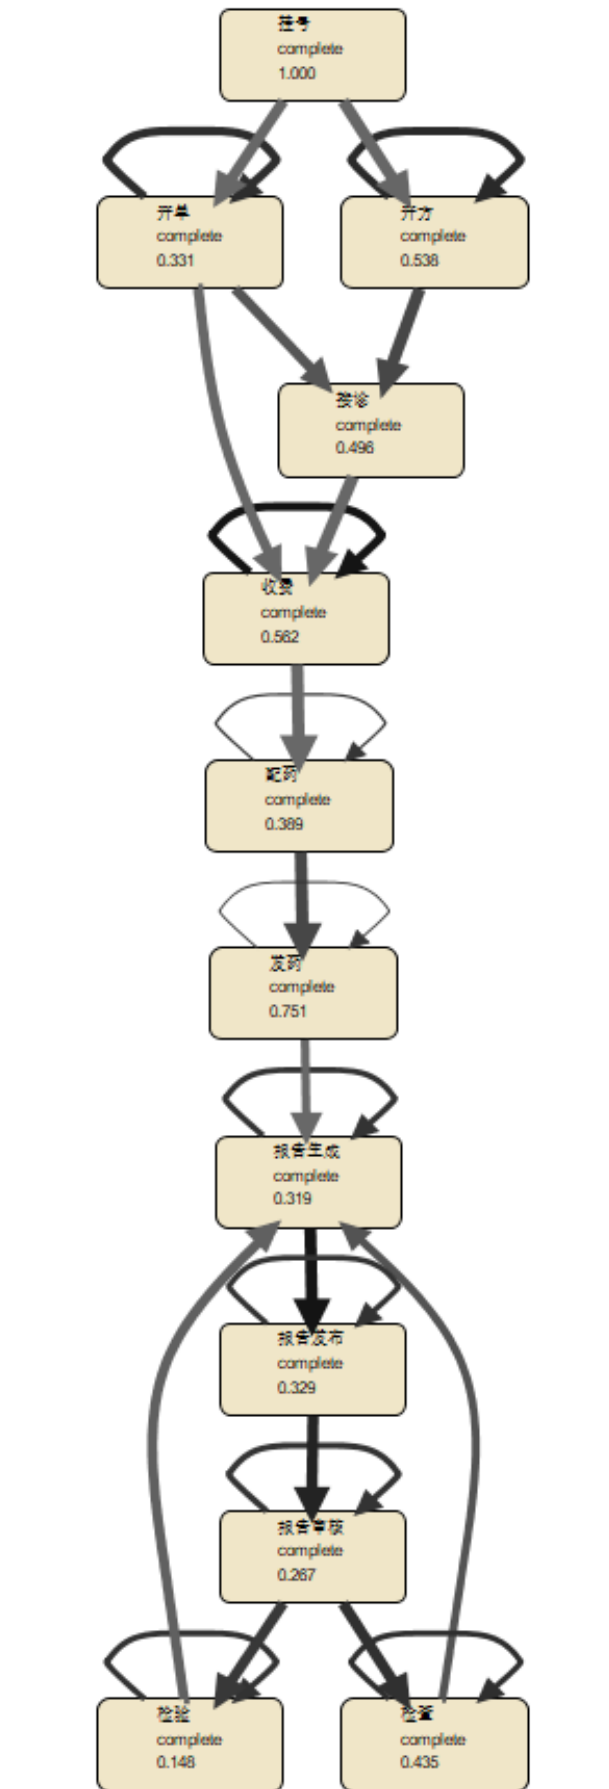 挂号
complete
1.000
开单
complete
0.331
开方
complete
0.538
接诊
complete
0.496
收费
complete
0.562
配药
complete
0.389
发药
complete
0.751
报告生成
complete
0.319
报告发布
complete
0.329
报告审核
complete
0.267
检验
complete
0.148
检查
complete
0.435